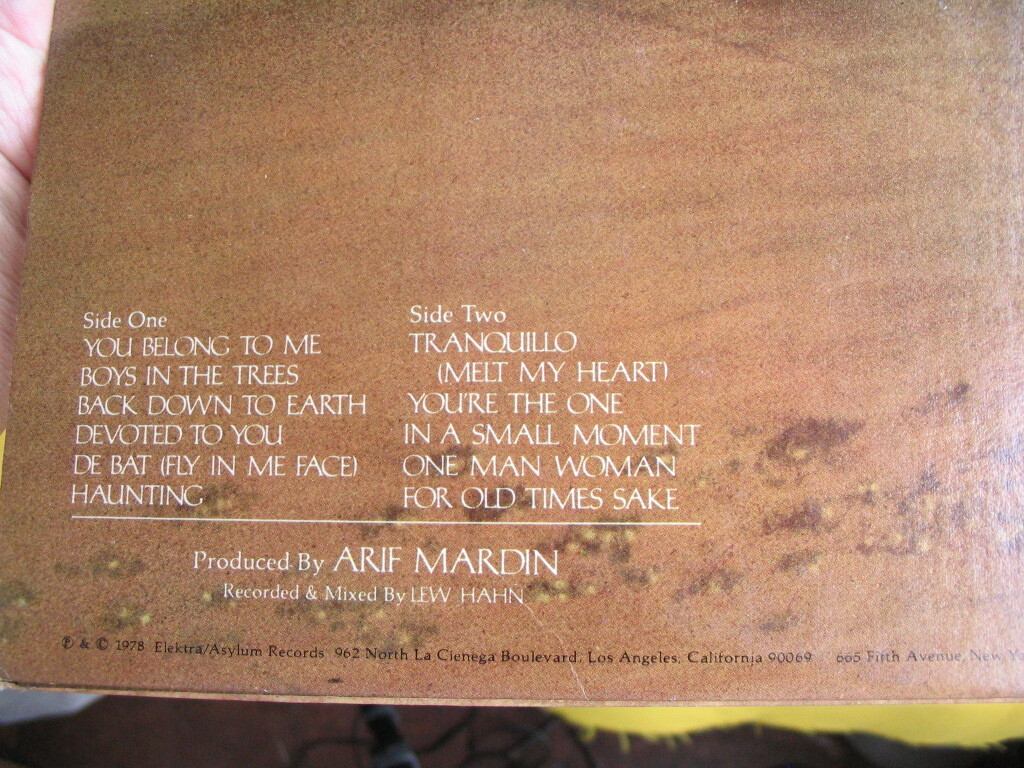 Side One
YOU BELONG TO ME
BOYS IN THE TREES
BACK DOWN TO EARTH
DEVOTED TO YOU
DE BAT (FLY IN ME FACE)
HAUNTING
Side Two
TRANQUILLO
(MELT MY HEART)
YOU'RE THE ONE
IN A SMALL MOMENT
ONE MAN WOMAN
FOR OLD TIMES SAKE
Produced By ARIF MARDIN
Recorded & Mixed By LEW HAHN
℗ & © 1978 Elektra/Asylum Records 962 North La Cienega Boulevard, Los Angeles, California 90069 665 Fifth Avenue, New